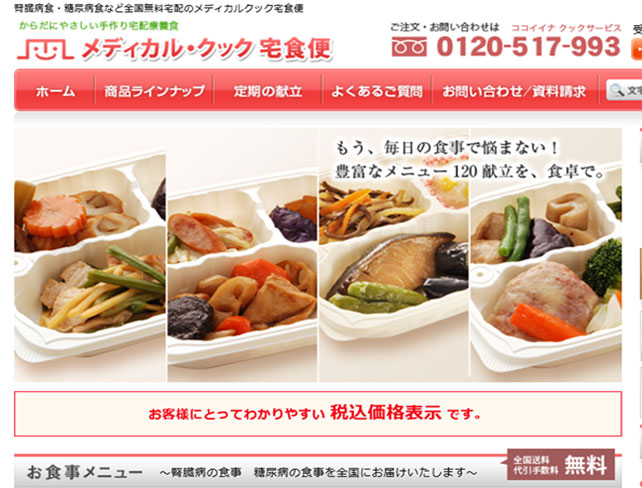 腎臓病食・糖尿病食など全国無料宅配のメディカルクック宅食便
からだにやさしい手作り宅配療養食
メディカル・クック 宅食便
ご注文・お問い合わせは ココイイナ クックサービス
0120-517-993
受
ホーム 商品ラインナップ 定期の献立 よくあるご質問 お問い合わせ/資料請求
文
もう、毎日の食事で悩まない！
豊富なメニュー120献立を、食卓で。
お客様にとってわかりやすい 税込価格表示 です。
お食事メニュー ～腎臓病の食事 糖尿病の食事を全国にお届けいたします～
全国送料
代引手数料 無料